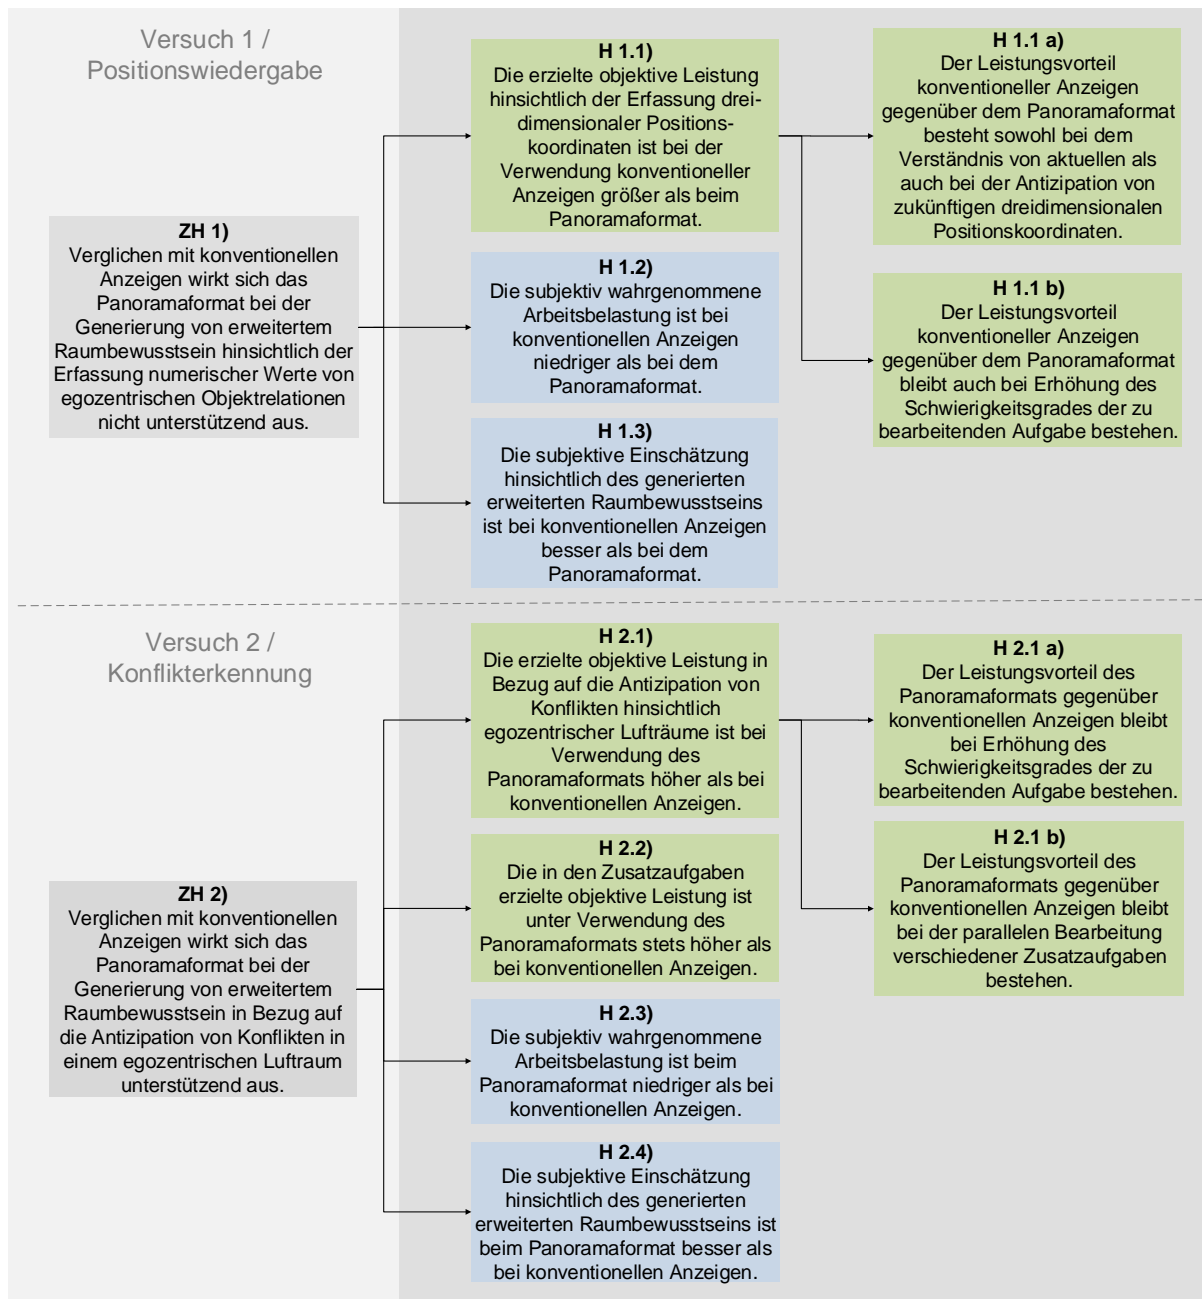 Versuch 1 /
Positionswiedergabe
ZH 1)
Verglichen mit konventionellen
Anzeigen wirkt sich das
Panoramaformat bei der
Generierung von erweitertem
Raumbewusstsein hinsichtlich der
Erfassung numerischer Werte von
egozentrischen Objektrelationen
nicht unterstützend aus.
H 1.1)
Die erzielte objektive Leistung
hinsichtlich der Erfassung drei-
dimensionaler Positions-
koordinaten ist bei der
Verwendung konventioneller
Anzeigen größer als beim
Panoramaformat.
H 1.1 a)
Der Leistungsvorteil
konventioneller Anzeigen
gegenüber dem Panoramaformat
besteht sowohl bei dem
Verständnis von aktuellen als
auch bei der Antizipation von
zukünftigen dreidimensionalen
Positionskoordinaten.
H 1.1 b)
Der Leistungsvorteil
konventioneller Anzeigen
gegenüber dem Panoramaformat
bleibt auch bei Erhöhung des
Schwierigkeitsgrades der zu
bearbeitenden Aufgabe bestehen.
H 1.2)
Die subjektiv wahrgenommene
Arbeitsbelastung ist bei
konventionellen Anzeigen
niedriger als bei dem
Panoramaformat.
H 1.3)
Die subjektive Einschätzung
hinsichtlich des generierten
erweiterten Raumbewusstseins
ist bei konventionellen Anzeigen
besser als bei dem
Panoramaformat.
Versuch 2 /
Konflikterkennung
ZH 2)
Verglichen mit konventionellen
Anzeigen wirkt sich das
Panoramaformat bei der
Generierung von erweitertem
Raumbewusstsein in Bezug auf
die Antizipation von Konflikten in
einem egozentrischen Luftraum
unterstützend aus.
H 2.1)
Die erzielte objektive Leistung in
Bezug auf die Antizipation von
Konflikten hinsichtlich
egozentrischer Lufträume ist bei
Verwendung des
Panoramaformats höher als bei
konventionellen Anzeigen.
H 2.1 a)
Der Leistungsvorteil des
Panoramaformats gegenüber
konventionellen Anzeigen bleibt
bei Erhöhung des
Schwierigkeitsgrades der zu
bearbeitenden Aufgabe bestehen.
H 2.1 b)
Der Leistungsvorteil des
Panoramaformats gegenüber
konventionellen Anzeigen bleibt
bei der parallelen Bearbeitung
verschiedener Zusatzaufgaben
bestehen.
H 2.2)
Die in den Zusatzaufgaben
erzielte objektive Leistung ist
unter Verwendung des
Panoramaformats stets höher als
bei konventionellen Anzeigen.
H 2.3)
Die subjektiv wahrgenommene
Arbeitsbelastung ist beim
Panoramaformat niedriger als bei
konventionellen Anzeigen.
H 2.4)
Die subjektive Einschätzung
hinsichtlich des generierten
erweiterten Raumbewusstseins ist
beim Panoramaformat besser als
bei konventionellen Anzeigen.